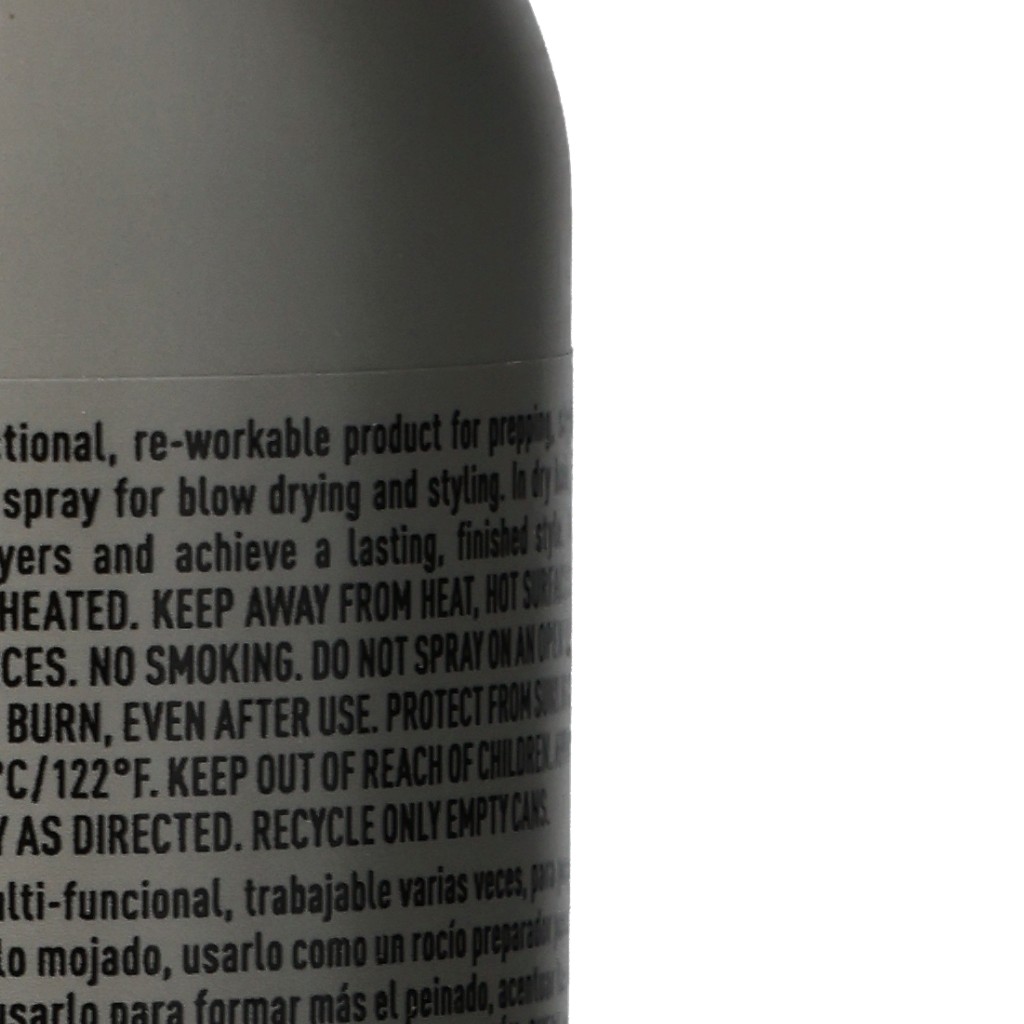 ctional, re-workable product for prepping,
spray for blow drying and styling. In dry
yers and achieve a lasting, finished style.
HEATED. KEEP AWAY FROM HEAT, HOT
CES. NO SMOKING. DO NOT SPRAY ON AN OPEN
BURN, EVEN AFTER USE. PROTECT FROM
°C/122°F. KEEP OUT OF REACH OF CHILDREN.
Y AS DIRECTED. RECYCLE ONLY EMPTY CANS.
ulti-funcional, trabajable varias veces, para
lo mojado, usarlo como un rocío preparador
usarlo para formar más el peinado, acentuar